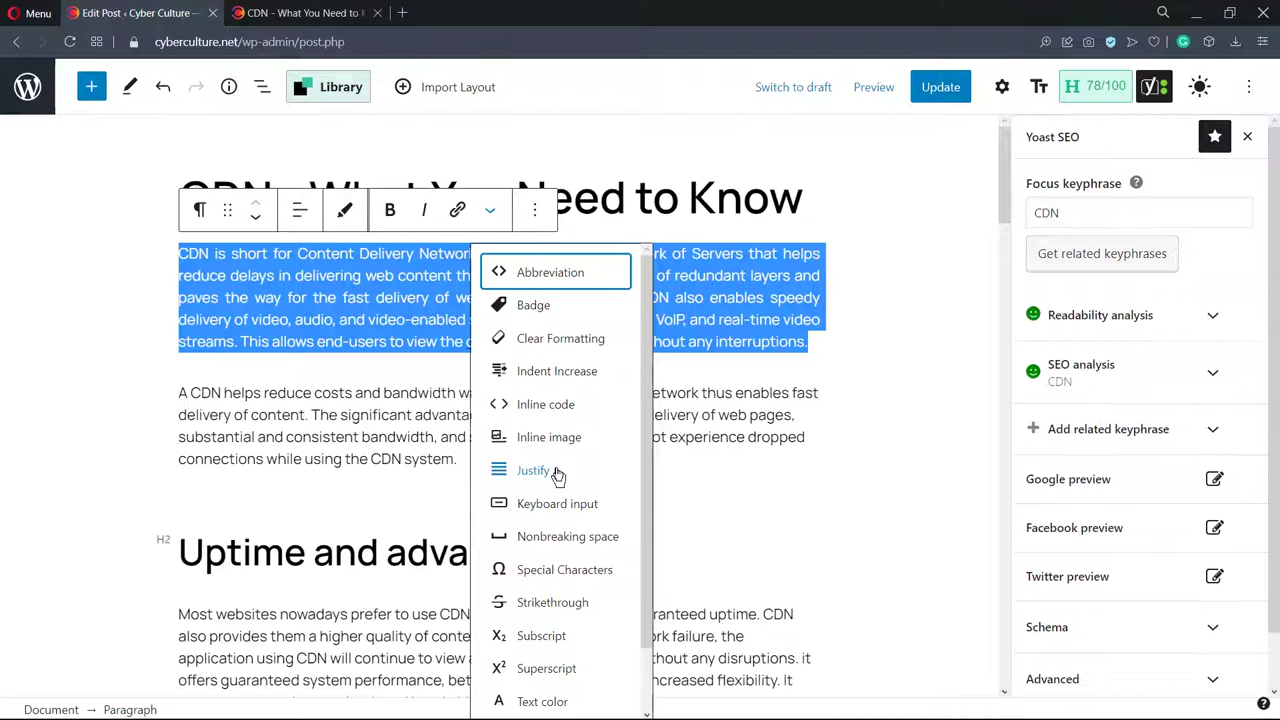 Menu
Edit Post ‹ Cyber Culture —
CDN - What You Need to K
cyberculture.net/wp-admin/post.php
Library
Import Layout
Switch to draft
Preview
Update
78/100
Need to Know
CDN is short for Content Delivery Networ
rk of Servers that helps
reduce delays in delivering web content th
of redundant layers and
paves the way for the fast delivery of we
DN also enables speedy
delivery of video, audio, and video-enabled s
VoIP, and real-time video
streams. This allows end-users to view the c
hout any interruptions.
A CDN helps reduce costs and bandwidth w
etwork thus enables fast
delivery of content. The significant advanta
elivery of web pages,
substantial and consistent bandwidth, and
ot experience dropped
connections while using the CDN system.
H2
Uptime and adva
Most websites nowadays prefer to use CDN
uaranteed uptime. CDN
also provides them a higher quality of conte
work failure, the
application using CDN will continue to view a
out any disruptions. it
offers guaranteed system performance, bet
creased flexibility. It
Abbreviation
Badge
Clear Formatting
Indent Increase
Inline code
Inline image
Justify
Keyboard input
Nonbreaking space
Special Characters
Strikethrough
Subscript
Superscript
Text color
Yoast SEO
Focus keyphrase
CDN
Get related keyphrases
Readability analysis
SEO analysis
CDN
Add related keyphrase
Google preview
Facebook preview
Twitter preview
Schema
Advanced
Document → Paragraph